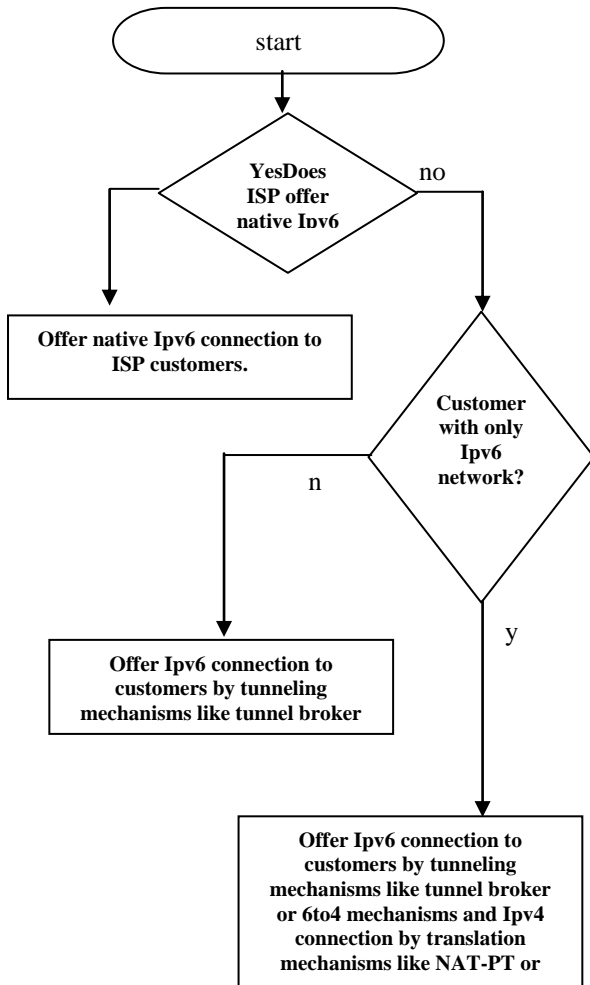 start
YesDoes
ISP offer
native Ipv6
no
Offer native Ipv6 connection to
ISP customers.
Customer
with only
Ipv6
network?
n
y
Offer Ipv6 connection to
customers by tunneling
mechanisms like tunnel broker
Offer Ipv6 connection to
customers by tunneling
mechanisms like tunnel broker
or 6to4 mechanisms and Ipv4
connection by translation
mechanisms like NAT-PT or